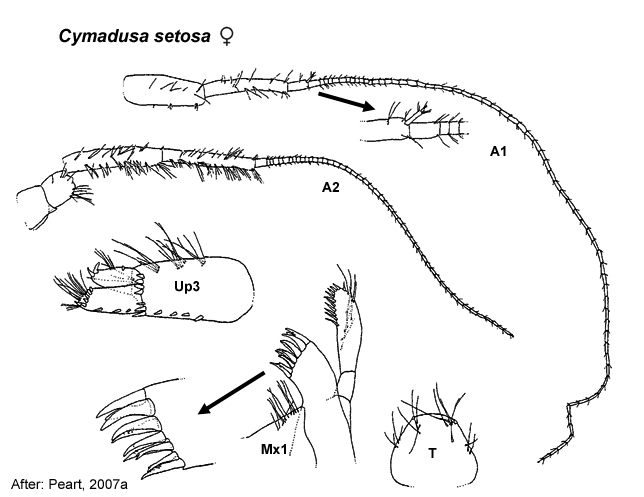 Cymadusa setosa ♀
A1
A2
Up3
Mx1
T
After: Peart, 2007a